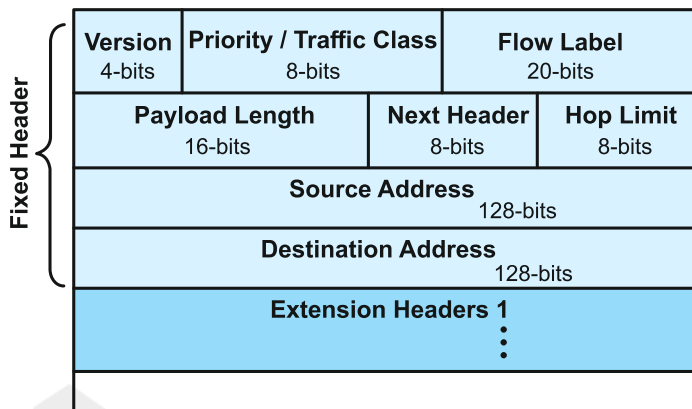 Version
4-bits
Priority / Traffic Class
8-bits
Flow Label
20-bits
Payload Length
16-bits
Next Header
8-bits
Hop Limit
8-bits
Source Address
128-bits
Destination Address
128-bits
Extension Headers 1
Fixed Header